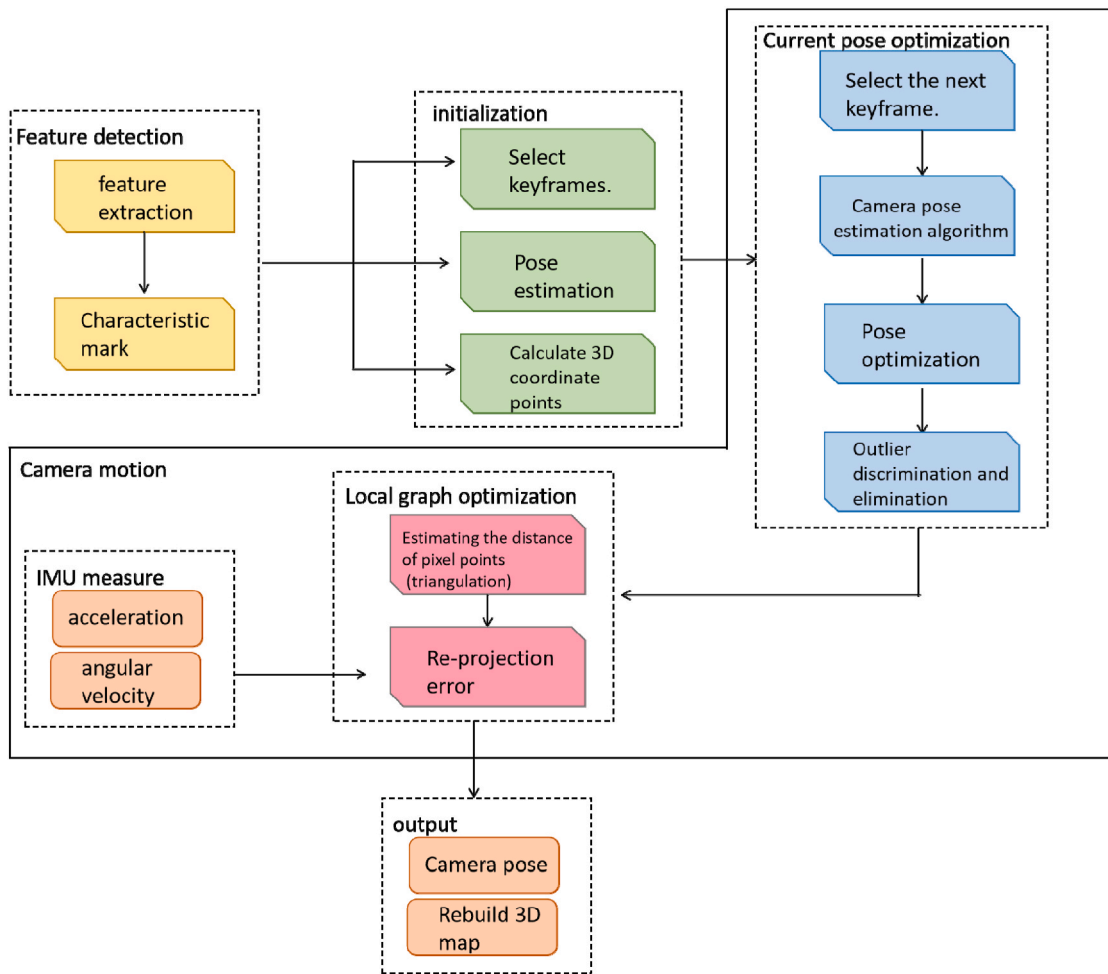 Feature detection
feature
extraction
Characteristic
mark
initialization
Select
keyframes.
Pose
estimation
Calculate 3D
coordinate
points
Current pose optimization
Select the next
keyframe.
Camera pose
estimation algorithm
Pose
optimization
Outlier
discrimination and
elimination
Camera motion
IMU measure
acceleration
angular
velocity
Local graph optimization
Estimating the distance
of pixel points
(triangulation)
Re-projection
error
output
Camera pose
Rebuild 3D
map